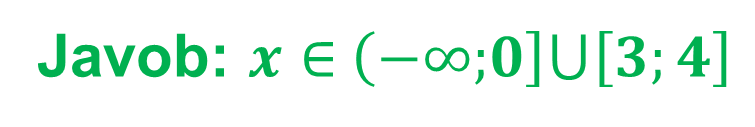 Javob: x ∈ (−∞;0]∪[3; 4]